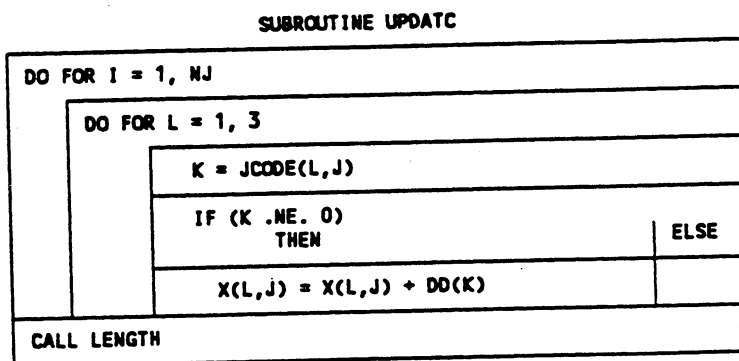 SUBROUTINE UPDATC
DO FOR I = 1, NJ
DO FOR L = 1, 3
K = JCODE(L,J)
IF (K .NE. 0)
THEN
ELSE
X(L,j) = X(L,J) + DD(K)
CALL LENGTH